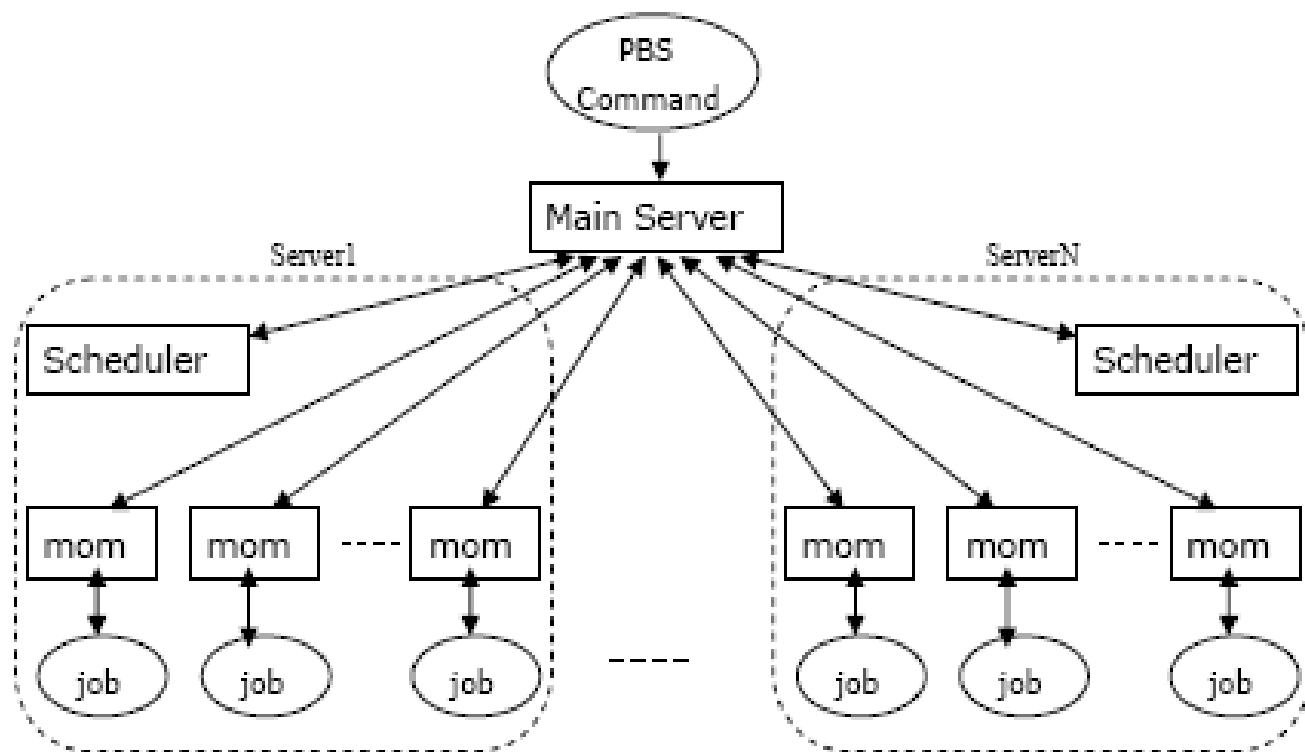 PBS
Command
Main Server
Server1
ServerN
Scheduler
Scheduler
mom
mom
mom
mom
mom
mom
job
job
job
job
job
job